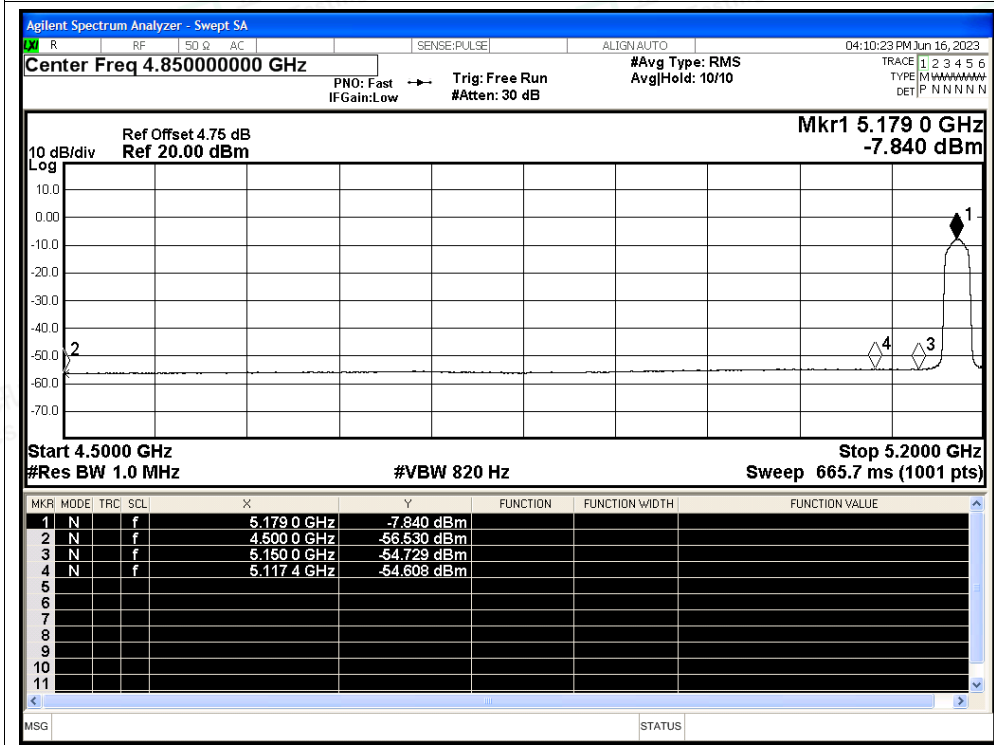 Agilent Spectrum Analyzer - Swept SA
LXI R RF 50 Ω AC SENSE:PULSE ALIGN AUTO 04:10:23 PM Jun 16, 2023
Center Freq 4.850000000 GHz
PNO: Fast
IFGain:Low
Trig: Free Run
#Atten: 30 dB
#Avg Type: RMS
Avg|Hold: 10/10
TRACE 1 2 3 4 5 6
TYPE M
DET P N N N N N
Ref Offset 4.75 dB
Ref 20.00 dBm
Mkr1 5.179 0 GHz
-7.840 dBm
10 dB/div
Log
10.0
0.00
-10.0
-20.0
-30.0
-40.0
-50.0
-60.0
-70.0
1
2
4
3
Start 4.5000 GHz Stop 5.2000 GHz
#Res BW 1.0 MHz #VBW 820 Hz Sweep 665.7 ms (1001 pts)
MKR MODE TRC SCL X Y FUNCTION FUNCTION WIDTH FUNCTION VALUE
1 N f 5.179 0 GHz -7.840 dBm
2 N f 4.500 0 GHz -56.530 dBm
3 N f 5.150 0 GHz -54.729 dBm
4 N f 5.117 4 GHz -54.608 dBm
5
6
7
8
9
10
11
MSG STATUS